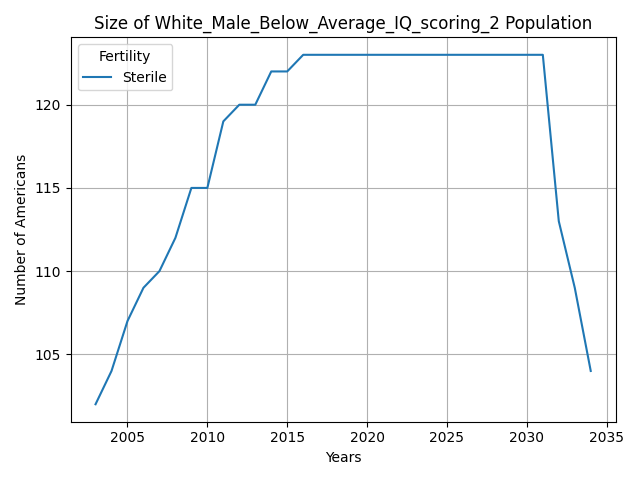 Size of White_Male_Below_Average_IQ_scoring_2 Population
Fertility
Sterile
Number of Americans
120
115
110
105
2005 2010 2015 2020 2025 2030 2035
Years